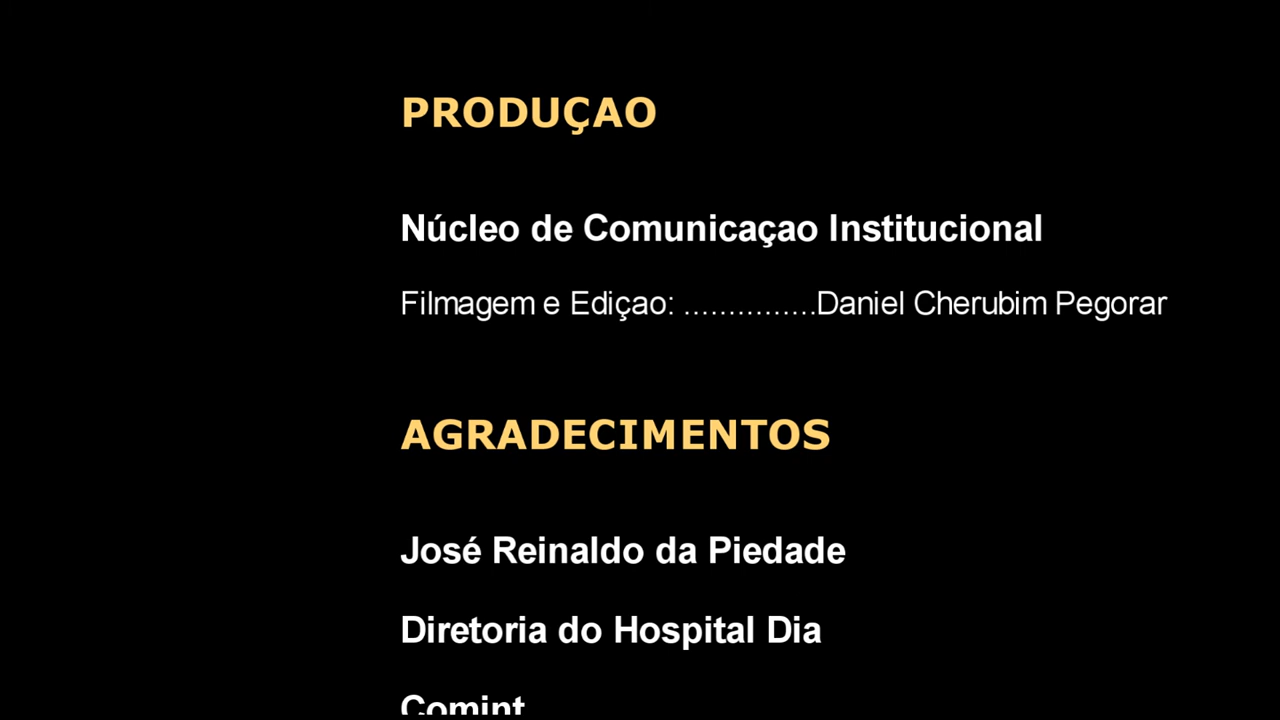 PRODUÇAO
Núcleo de Comunicaçao Institucional
Filmagem e Ediçao: ...............Daniel Cherubim Pegorar
AGRADECIMENTOS
José Reinaldo da Piedade
Diretoria do Hospital Dia
Comint